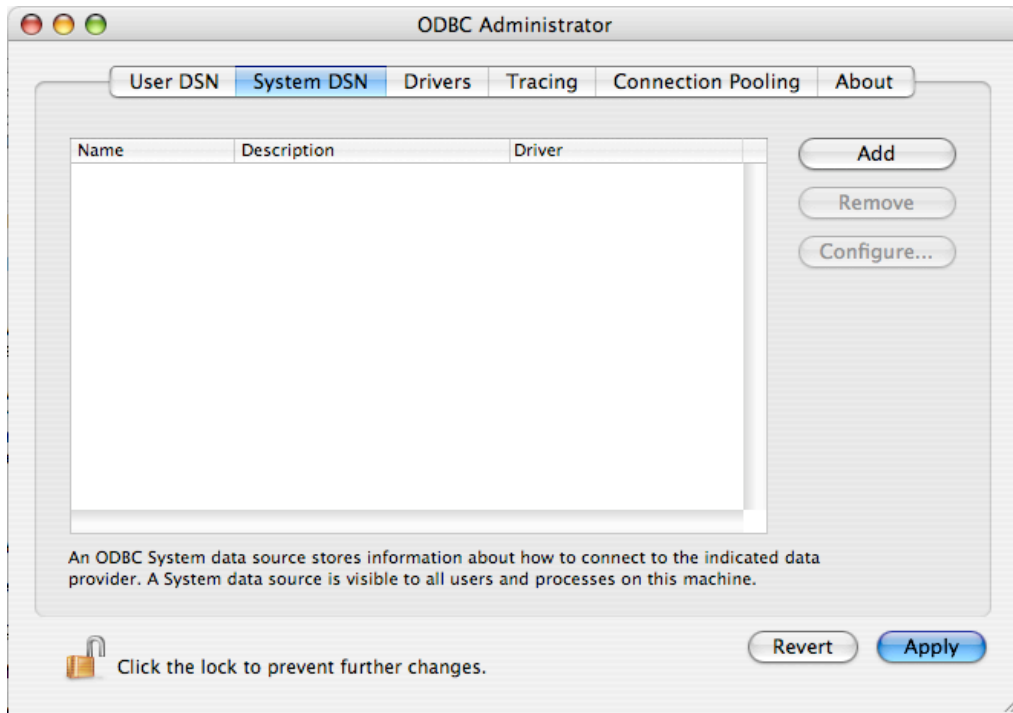 ODBC Administrator
User DSN System DSN Drivers Tracing Connection Pooling About
Name Description Driver
Add
Remove
Configure...
An ODBC System data source stores information about how to connect to the indicated data
provider. A System data source is visible to all users and processes on this machine.
Click the lock to prevent further changes.
Revert Apply